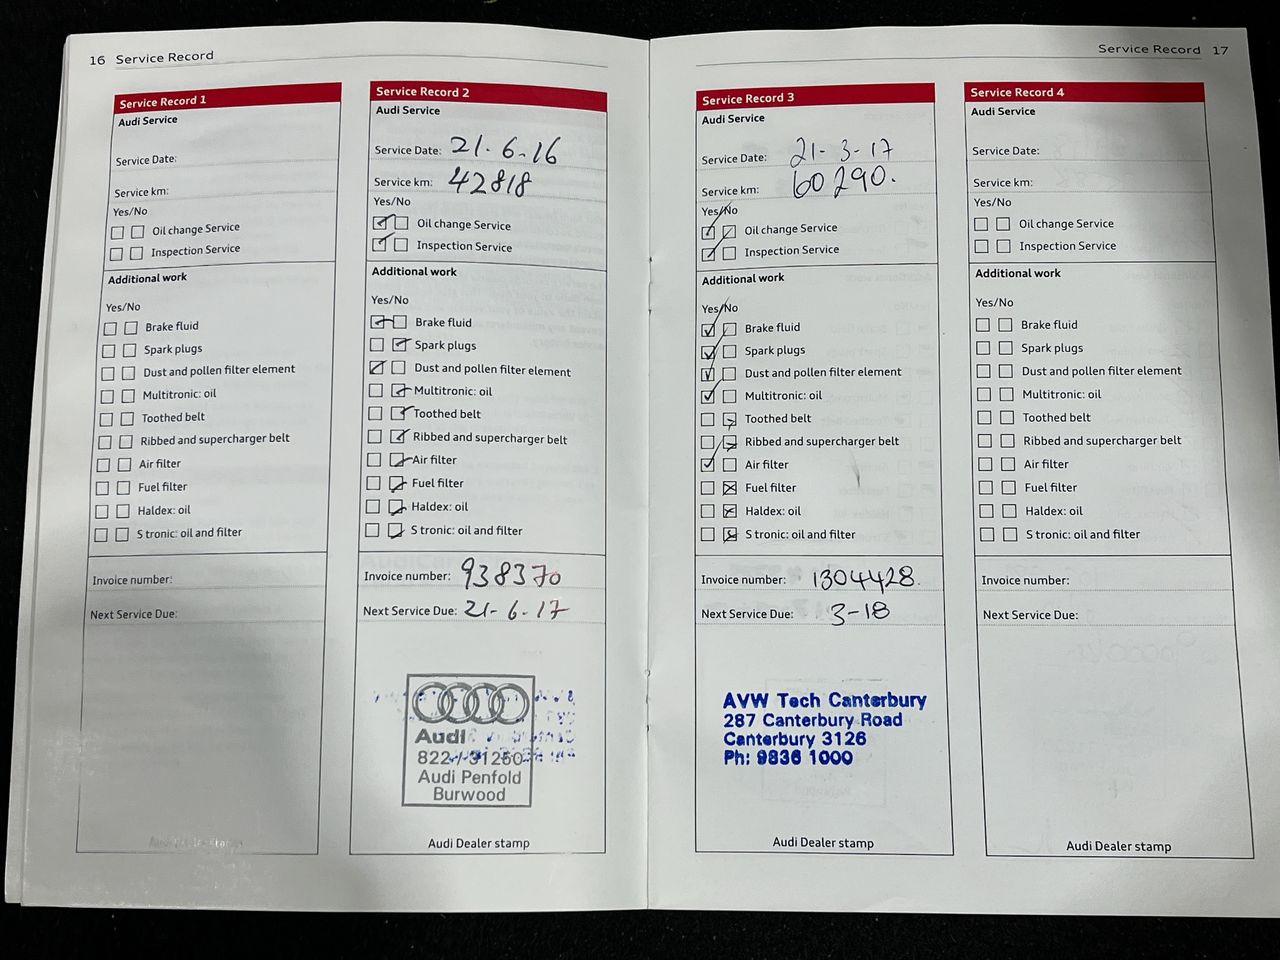 16 Service Record
Service Record 1
Audi Service
Service Date:
Service km:
Yes/No
Oil change Service
Inspection Service
Additional work
Yes/No
Brake fluid
Spark plugs
Dust and pollen filter element
Multitronic: oil
Toothed belt
Ribbed and supercharger belt
Air filter
Fuel filter
Haldex: oil
S tronic: oil and filter
Invoice number:
Next Service Due:
Audi Dealer stamp
Service Record 2
Audi Service
Service Date: 21-6-16
Service km: 42818
Yes/No
Oil change Service
Inspection Service
Additional work
Yes/No
Brake fluid
Spark plugs
Dust and pollen filter element
Multitronic: oil
Toothed belt
Ribbed and supercharger belt
Air filter
Fuel filter
Haldex: oil
S tronic: oil and filter
Invoice number: 938370
Next Service Due: 21-6-17
Audi
822 / 31250
Audi Penfold
Burwood
Audi Dealer stamp
Service Record 17
Service Record 3
Audi Service
Service Date: 21-3-17
Service km: 60290.
Yes/No
Oil change Service
Inspection Service
Additional work
Yes/No
Brake fluid
Spark plugs
Dust and pollen filter element
Multitronic: oil
Toothed belt
Ribbed and supercharger belt
Air filter
Fuel filter
Haldex: oil
S tronic: oil and filter
Invoice number: 1304428.
Next Service Due: 3-18
AVW Tech Canterbury
287 Canterbury Road
Canterbury 3126
Ph: 9836 1000
Audi Dealer stamp
Service Record 4
Audi Service
Service Date:
Service km:
Yes/No
Oil change Service
Inspection Service
Additional work
Yes/No
Brake fluid
Spark plugs
Dust and pollen filter element
Multitronic: oil
Toothed belt
Ribbed and supercharger belt
Air filter
Fuel filter
Haldex: oil
S tronic: oil and filter
Invoice number:
Next Service Due:
Audi Dealer stamp